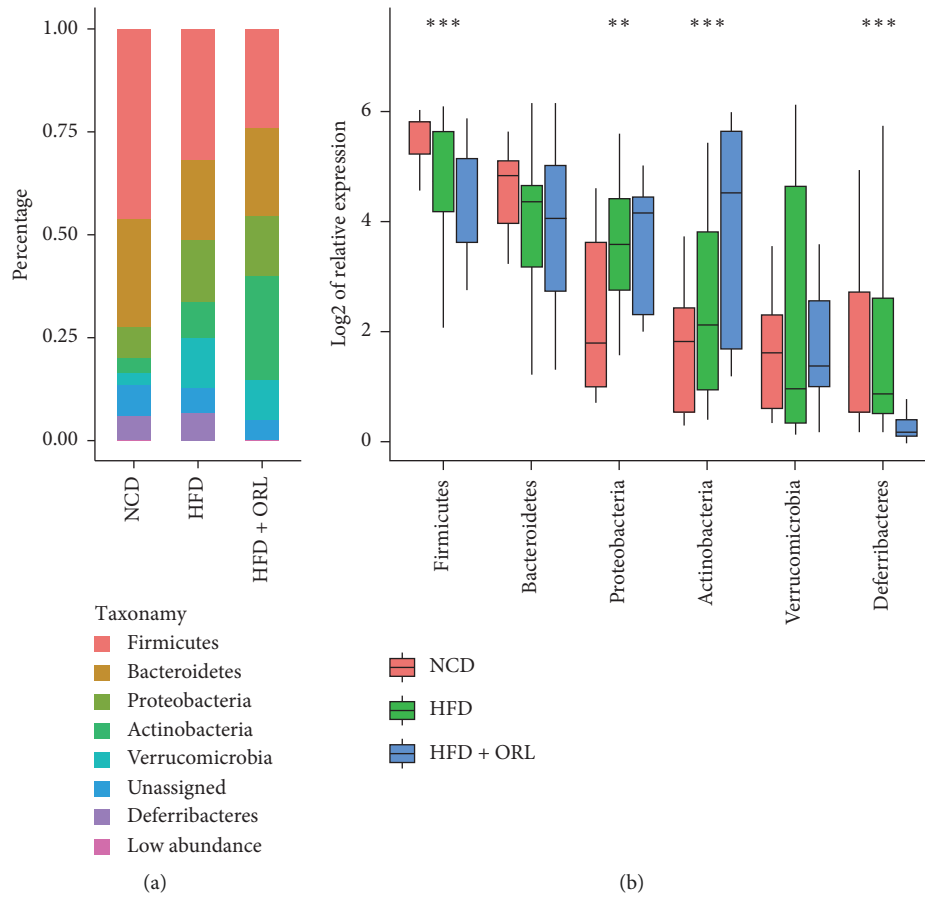 1.00
0.75
0.50
0.25
0.00
Percentage
NCD
HFD
HFD + ORL
Taxonamy
Firmicutes
Bacteroidetes
Proteobacteria
Actinobacteria
Verrucomicrobia
Unassigned
Deferribacteres
Low abundance
(a)
*** ** *** ***
6
4
2
0
Log2 of relative expression
Firmicutes
Bacteroidetes
Proteobacteria
Actinobacteria
Verrucomicrobia
Deferribacteres
NCD
HFD
HFD + ORL
(b)